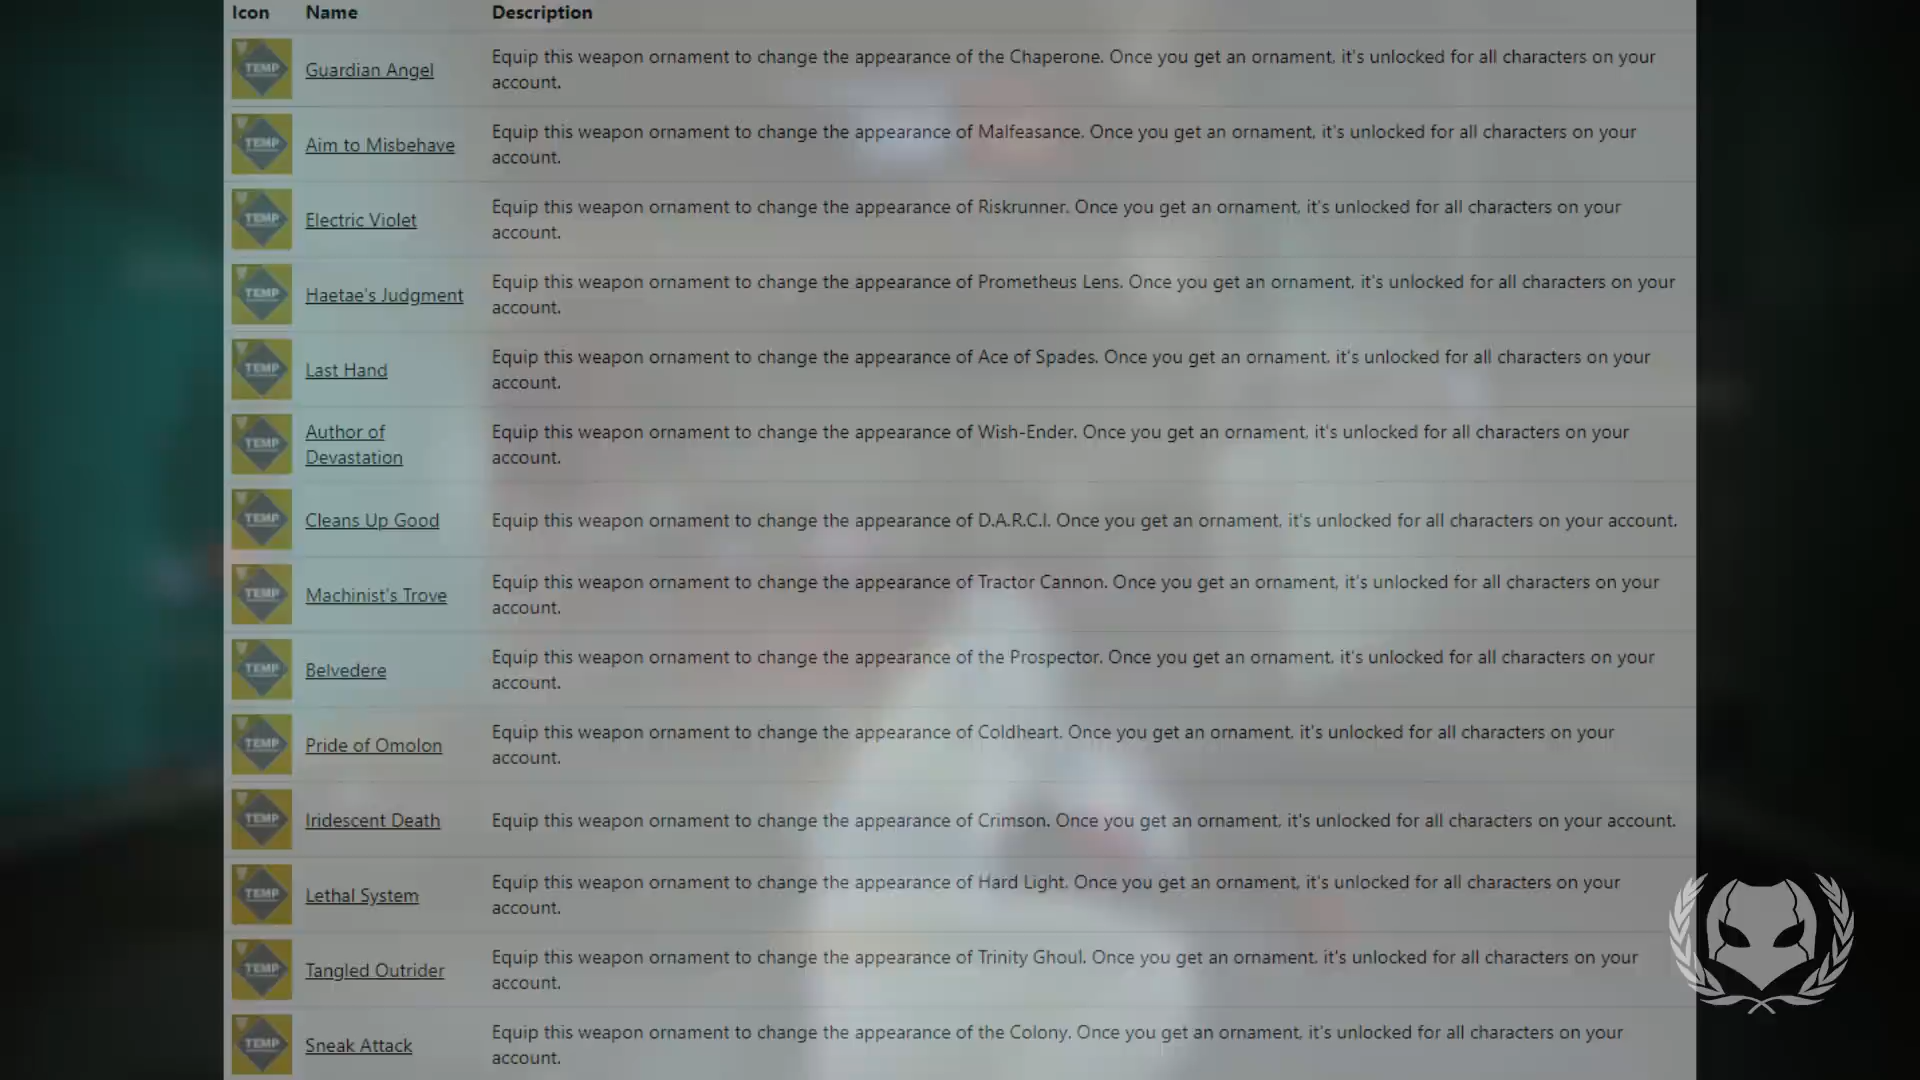 Icon Name Description
TEMP Guardian Angel Equip this weapon ornament to change the appearance of the Chaperone. Once you get an ornament, it's unlocked for all characters on your
account.
TEMP Aim to Misbehave Equip this weapon ornament to change the appearance of Malfeasance. Once you get an ornament, it's unlocked for all characters on your
account.
TEMP Electric Violet Equip this weapon ornament to change the appearance of Riskrunner. Once you get an ornament, it's unlocked for all characters on your
account.
TEMP Haetae's Judgment Equip this weapon ornament to change the appearance of Prometheus Lens. Once you get an ornament, it's unlocked for all characters on your
account.
TEMP Last Hand Equip this weapon ornament to change the appearance of Ace of Spades. Once you get an ornament, it's unlocked for all characters on your
account.
TEMP Author of Equip this weapon ornament to change the appearance of Wish-Ender. Once you get an ornament, it's unlocked for all characters on your
Devastation account.
TEMP Cleans Up Good Equip this weapon ornament to change the appearance of D.A.R.C.I. Once you get an ornament, it's unlocked for all characters on your account.
TEMP Machinist's Trove Equip this weapon ornament to change the appearance of Tractor Cannon. Once you get an ornament, it's unlocked for all characters on your
account.
TEMP Belvedere Equip this weapon ornament to change the appearance of the Prospector. Once you get an ornament, it's unlocked for all characters on your
account.
TEMP Pride of Omolon Equip this weapon ornament to change the appearance of Coldheart. Once you get an ornament, it's unlocked for all characters on your
account.
TEMP Iridescent Death Equip this weapon ornament to change the appearance of Crimson. Once you get an ornament, it's unlocked for all characters on your account.
TEMP Lethal System Equip this weapon ornament to change the appearance of Hard Light. Once you get an ornament, it's unlocked for all characters on your
account.
TEMP Tangled Outrider Equip this weapon ornament to change the appearance of Trinity Ghoul. Once you get an ornament, it's unlocked for all characters on your
account.
TEMP Sneak Attack Equip this weapon ornament to change the appearance of the Colony. Once you get an ornament, it's unlocked for all characters on your
account.